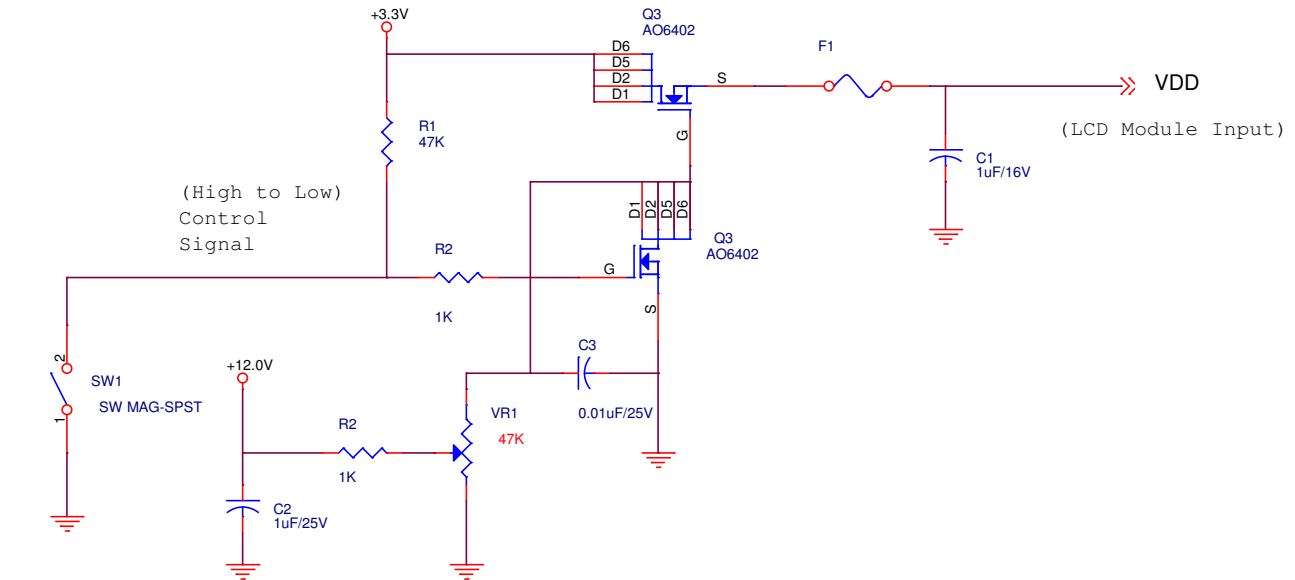 +3.3V
Q3
AO6402
D6
D5
D2
D1
S
G
F1
VDD
(LCD Module Input)
R1
47K
C1
1uF/16V
(High to Low)
Control
Signal
D1
D2
D5
D6
Q3
AO6402
R2
1K
G
S
+12.0V
C3
0.01uF/25V
2
SW1
SW MAG-SPST
1
R2
1K
VR1
47K
C2
1uF/25V